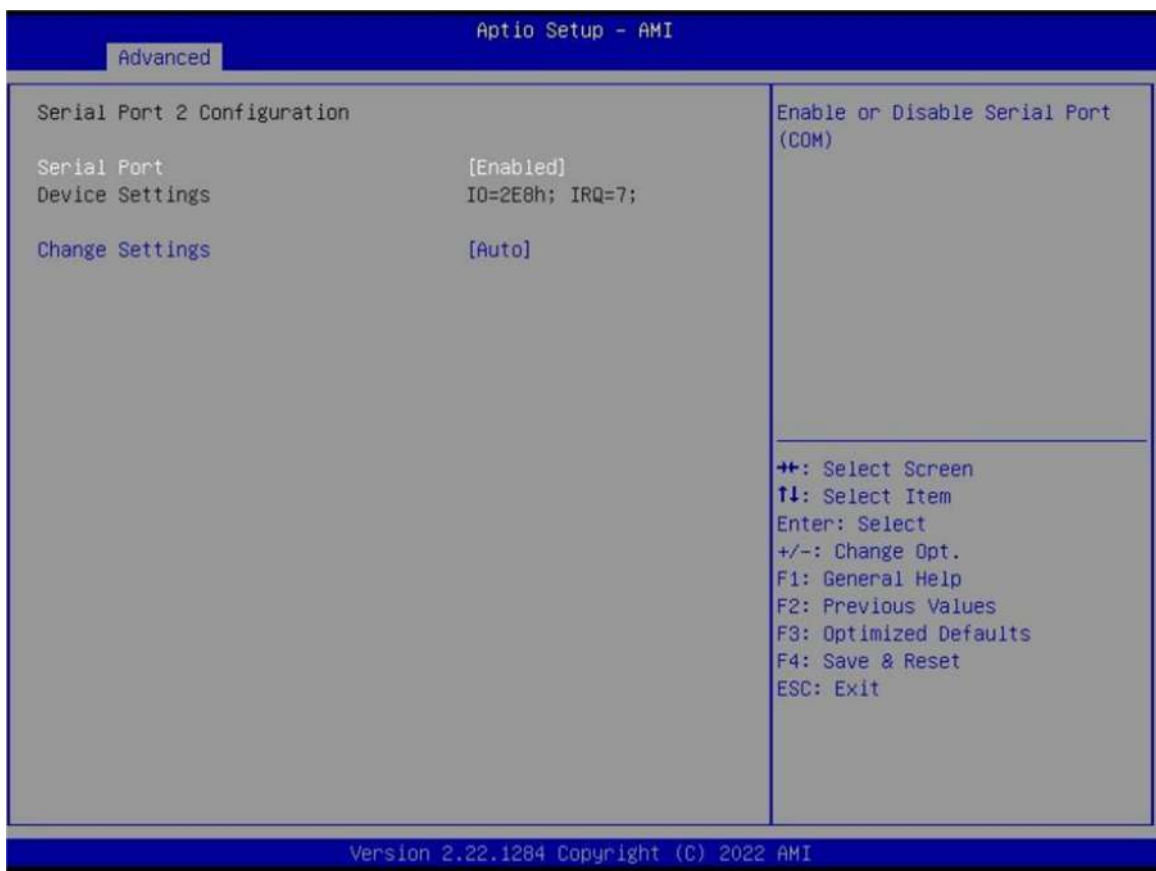 Aptio Setup - AMI
Advanced
Serial Port 2 Configuration
Serial Port [Enabled]
Device Settings IO=2E8h; IRQ=7;
Change Settings [Auto]
Enable or Disable Serial Port
(COM)
→←: Select Screen
↑↓: Select Item
Enter: Select
+/-: Change Opt.
F1: General Help
F2: Previous Values
F3: Optimized Defaults
F4: Save & Reset
ESC: Exit
Version 2.22.1284 Copyright (C) 2022 AMI